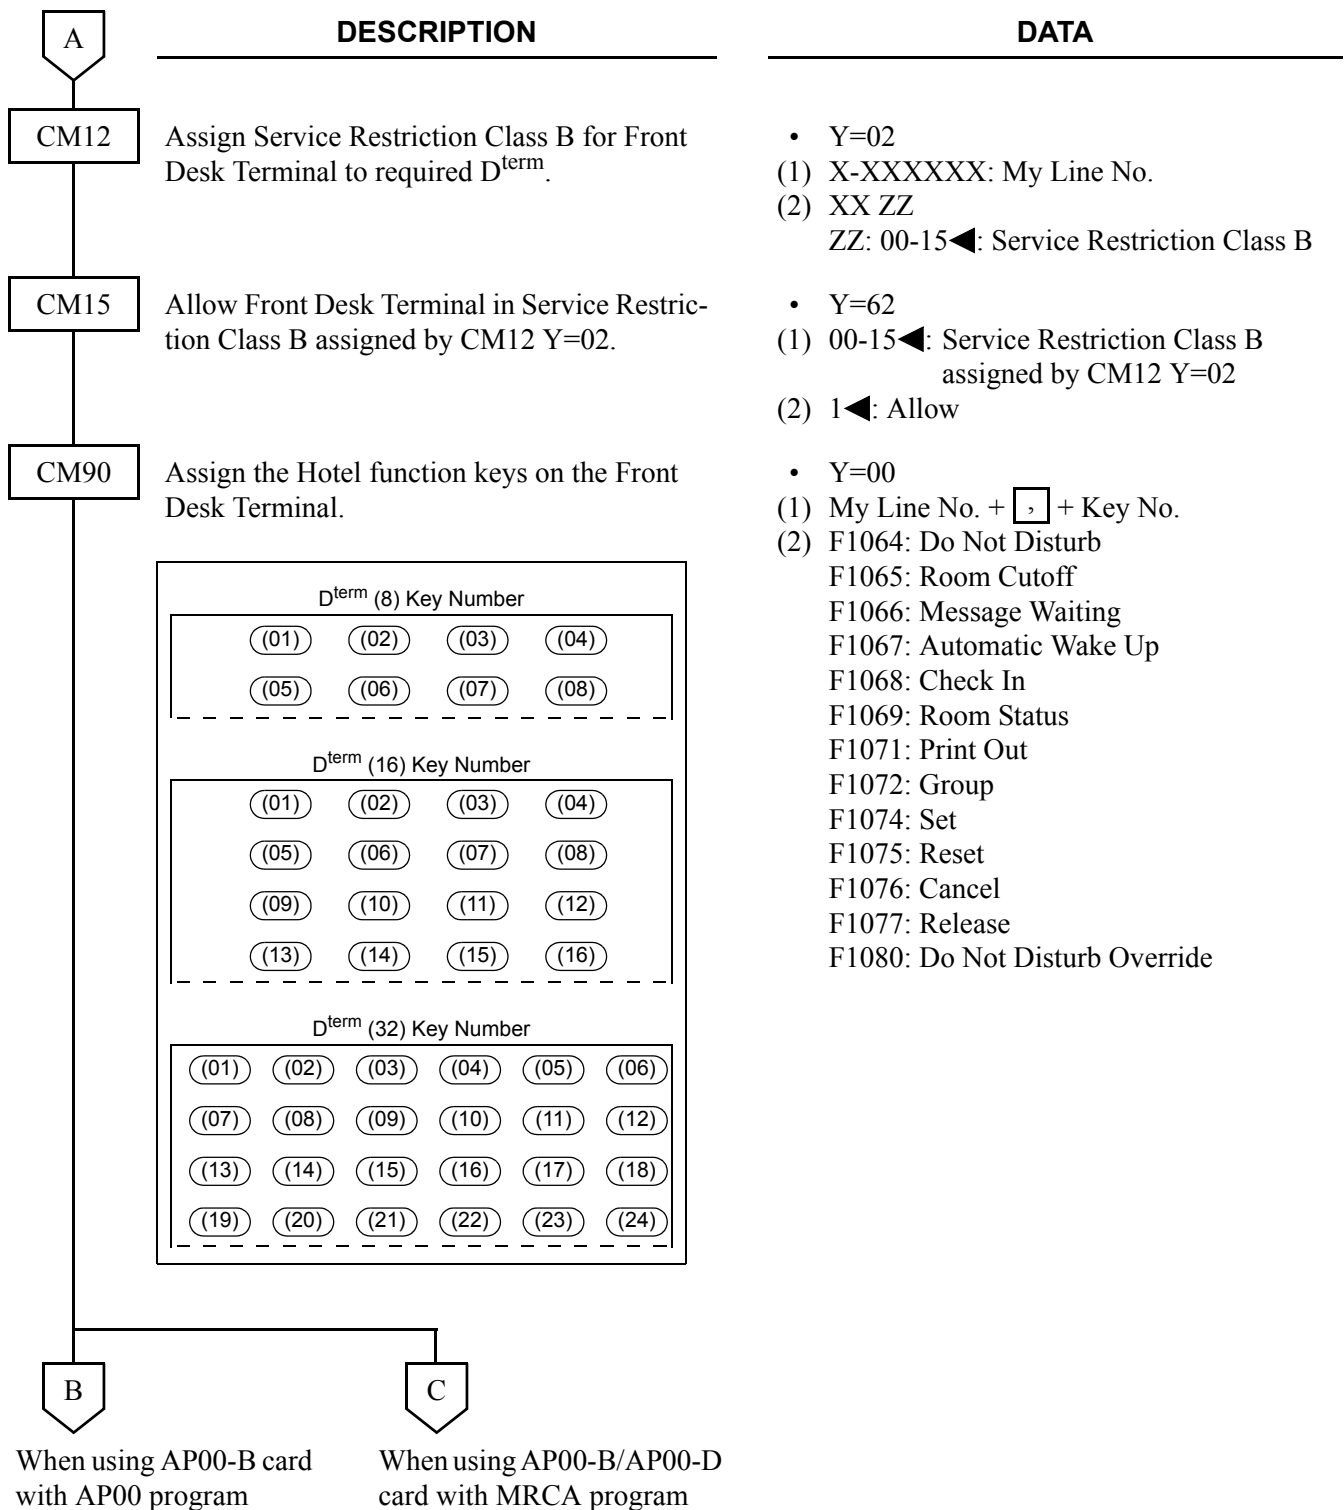 A
DESCRIPTION
DATA
CM12
Assign Service Restriction Class B for Front
Desk Terminal to required Dterm.
• Y=02
(1) X-XXXXXX: My Line No.
(2) XX ZZ
ZZ: 00-15◀: Service Restriction Class B
CM15
Allow Front Desk Terminal in Service Restric-
tion Class B assigned by CM12 Y=02.
• Y=62
(1) 00-15◀: Service Restriction Class B
assigned by CM12 Y=02
(2) 1◀: Allow
CM90
Assign the Hotel function keys on the Front
Desk Terminal.
• Y=00
(1) My Line No. + , + Key No.
(2) F1064: Do Not Disturb
F1065: Room Cutoff
F1066: Message Waiting
F1067: Automatic Wake Up
F1068: Check In
F1069: Room Status
F1071: Print Out
F1072: Group
F1074: Set
F1075: Reset
F1076: Cancel
F1077: Release
F1080: Do Not Disturb Override
Dterm (8) Key Number
(01) (02) (03) (04)
(05) (06) (07) (08)
Dterm (16) Key Number
(01) (02) (03) (04)
(05) (06) (07) (08)
(09) (10) (11) (12)
(13) (14) (15) (16)
Dterm (32) Key Number
(01) (02) (03) (04) (05) (06)
(07) (08) (09) (10) (11) (12)
(13) (14) (15) (16) (17) (18)
(19) (20) (21) (22) (23) (24)
B
When using AP00-B card
with AP00 program
C
When using AP00-B/AP00-D
card with MRCA program